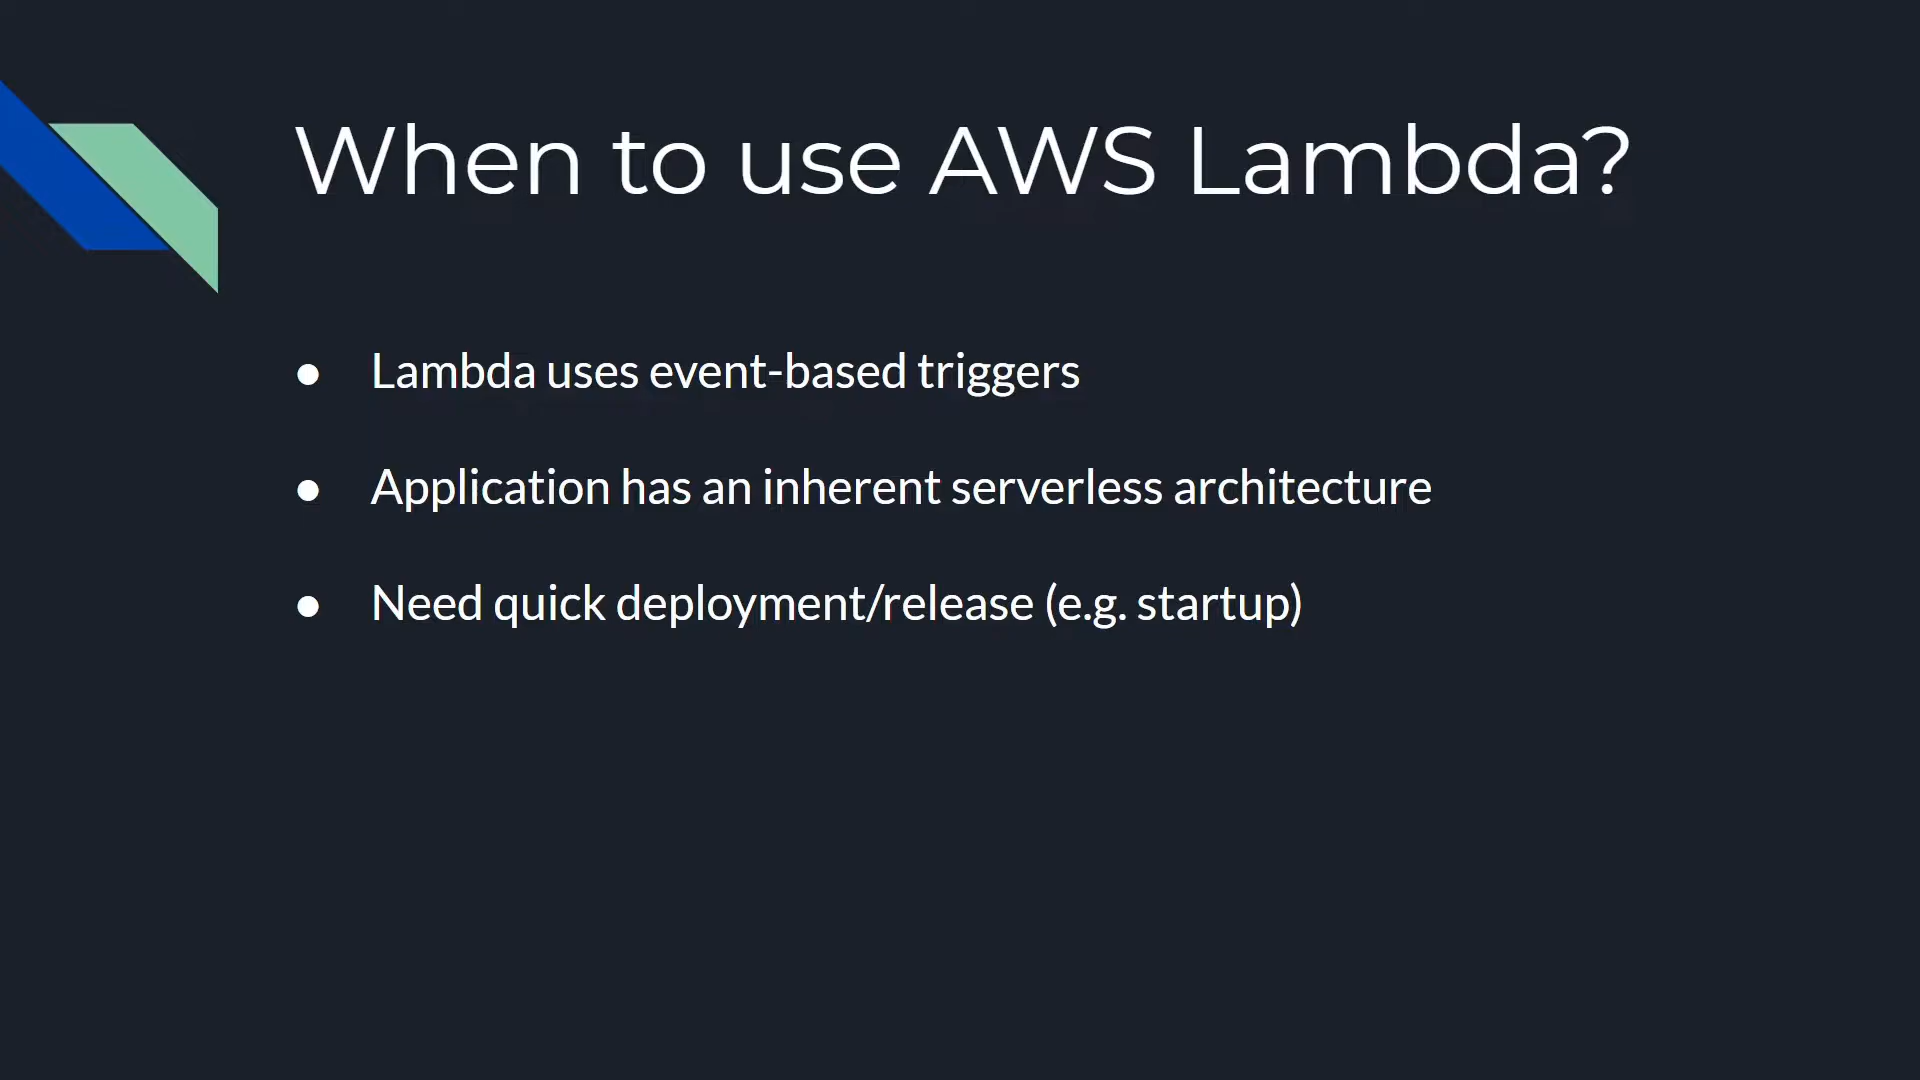 When to use AWS Lambda?
● Lambda uses event-based triggers
● Application has an inherent serverless architecture
● Need quick deployment/release (e.g. startup)